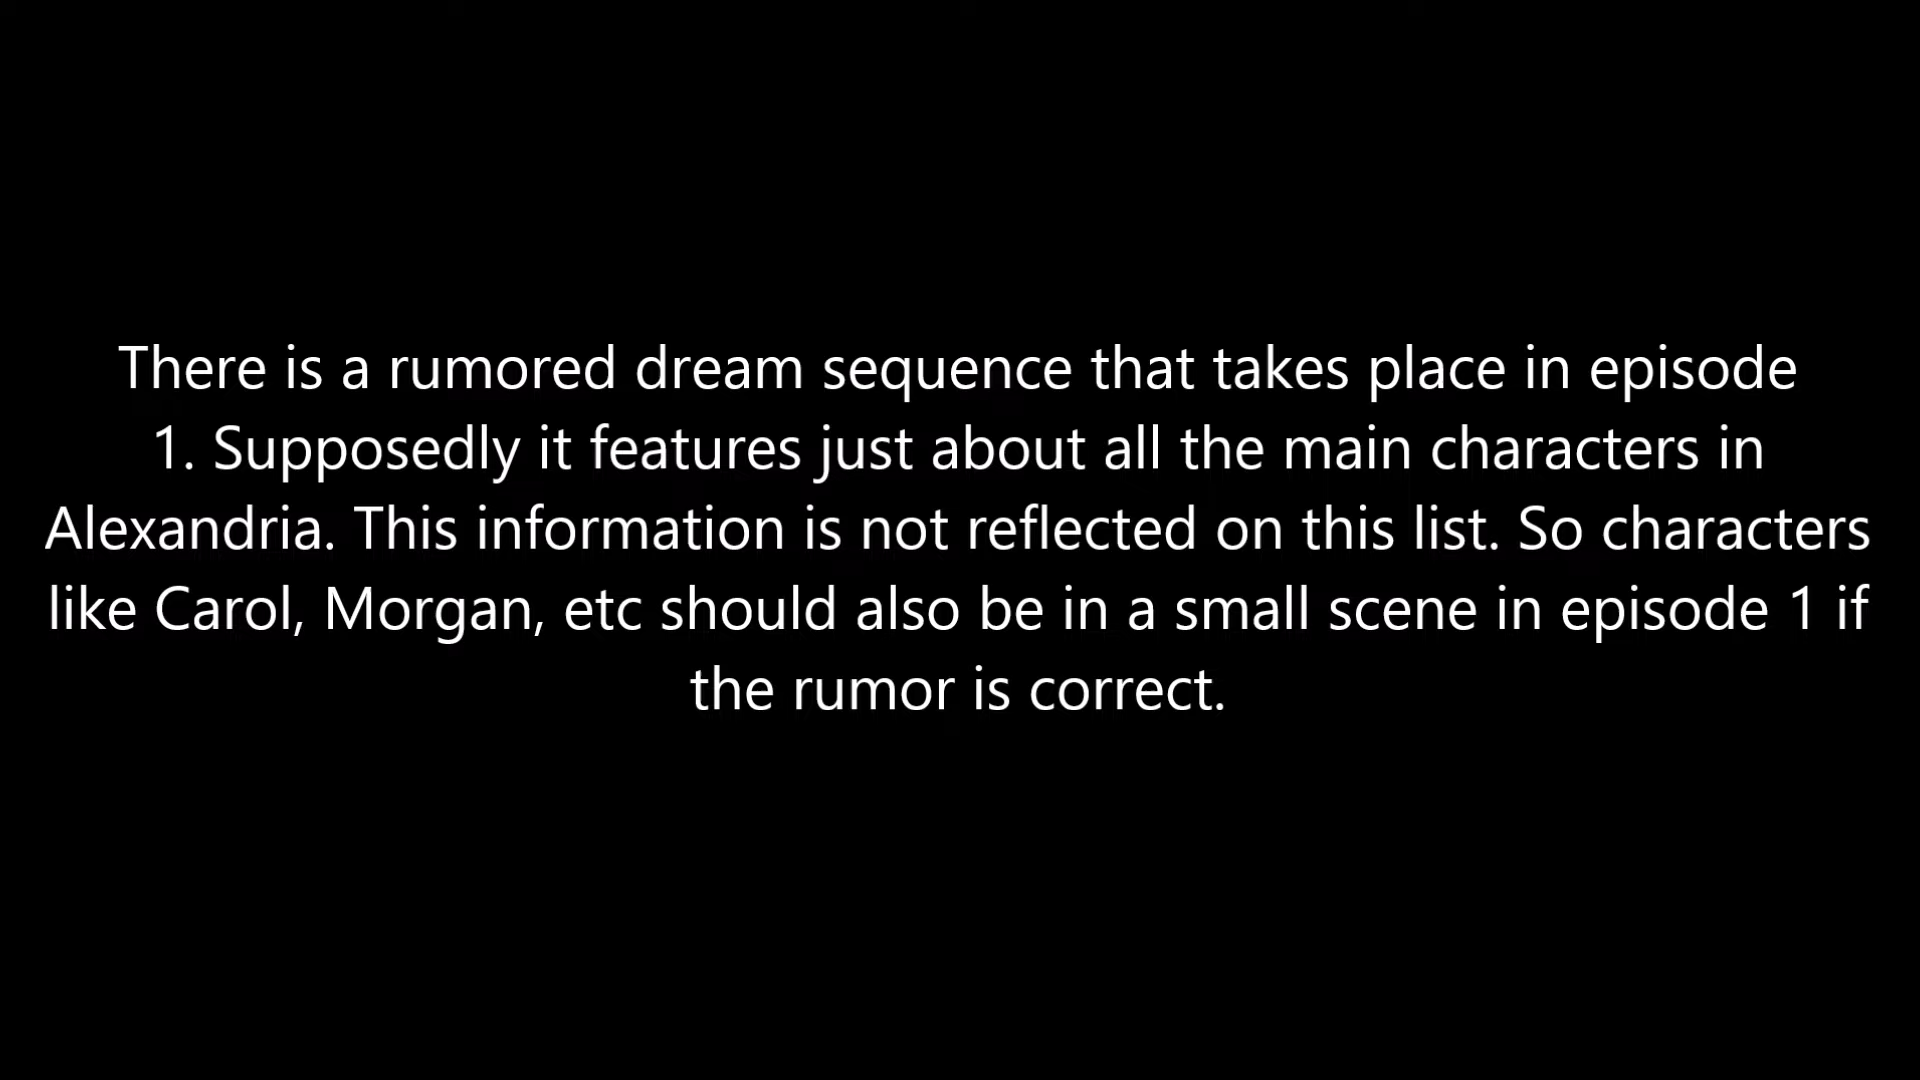 There is a rumored dream sequence that takes place in episode
1. Supposedly it features just about all the main characters in
Alexandria. This information is not reflected on this list. So characters
like Carol, Morgan, etc should also be in a small scene in episode 1 if
the rumor is correct.